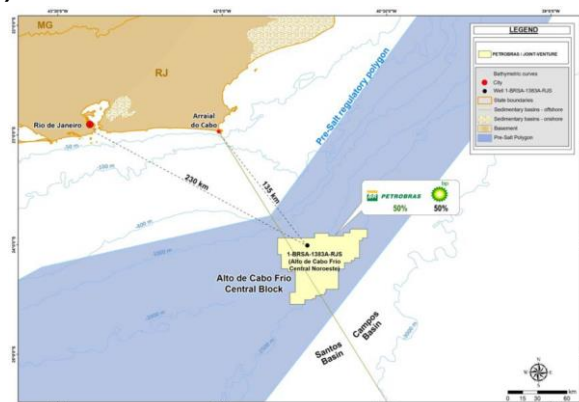 MG
RJ
Rio de Janeiro
Arraial
do Cabo
Pre-Salt regulatory polygon
230 km
135 km
PETROBRAS
50%
bp
50%
1-BRSA-1383A-RJS
(Alto de Cabo Frio
Central Noroeste)
Alto de Cabo Frio
Central Block
Santos
Basin
Campos
Basin
LEGEND
PETROBRAS / JOINT-VENTURE
Bathymetric curves
City
Well 1-BRSA-1383A-RJS
State boundaries
Sedimentary basins - offshore
Sedimentary basins - onshore
Basement
Pre-Salt Polygon
N
0 15 30 60
km